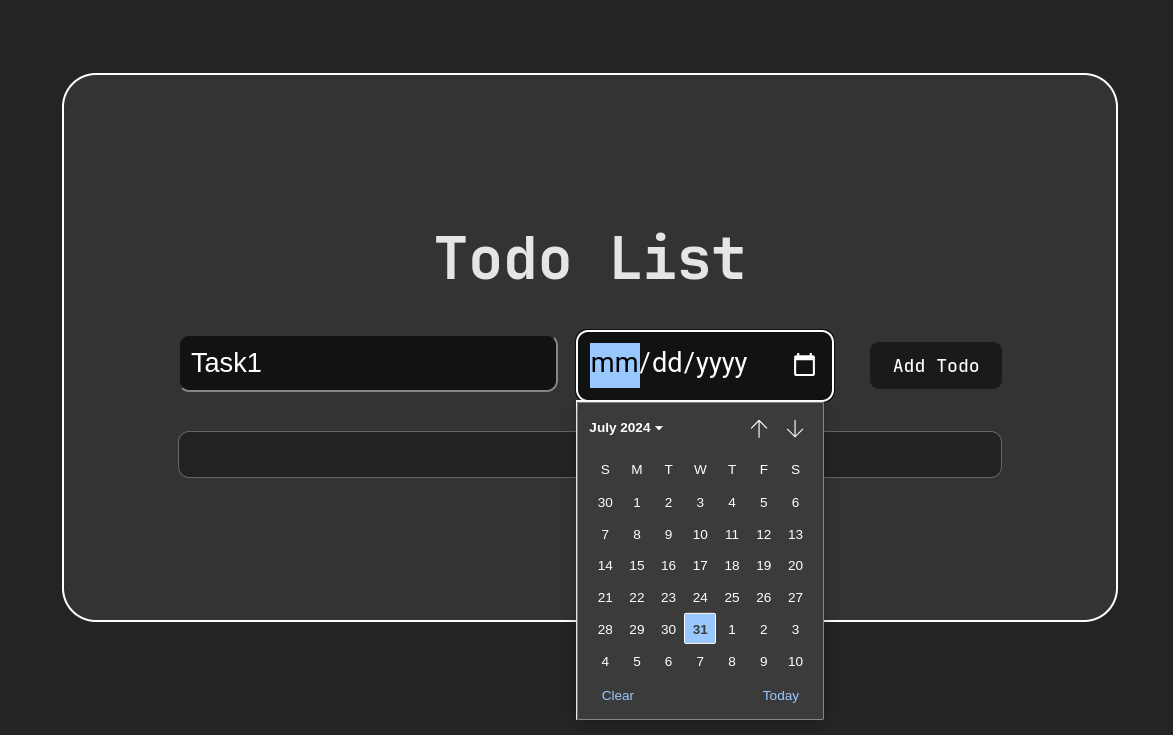 Todo List
Task1 mm/dd/yyyy Add Todo
July 2024
S M T W T F S
30 1 2 3 4 5 6
7 8 9 10 11 12 13
14 15 16 17 18 19 20
21 22 23 24 25 26 27
28 29 30 31 1 2 3
4 5 6 7 8 9 10
Clear Today